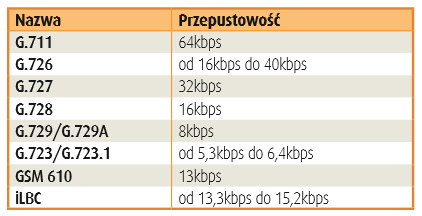 Nazwa Przepustowość
G.711 64kbps
G.726 od 16kbps do 40kbps
G.727 32kbps
G.728 16kbps
G.729/G.729A 8kbps
G.723/G.723.1 od 5,3kbps do 6,4kbps
GSM 610 13kbps
iLBC od 13,3kbps do 15,2kbps